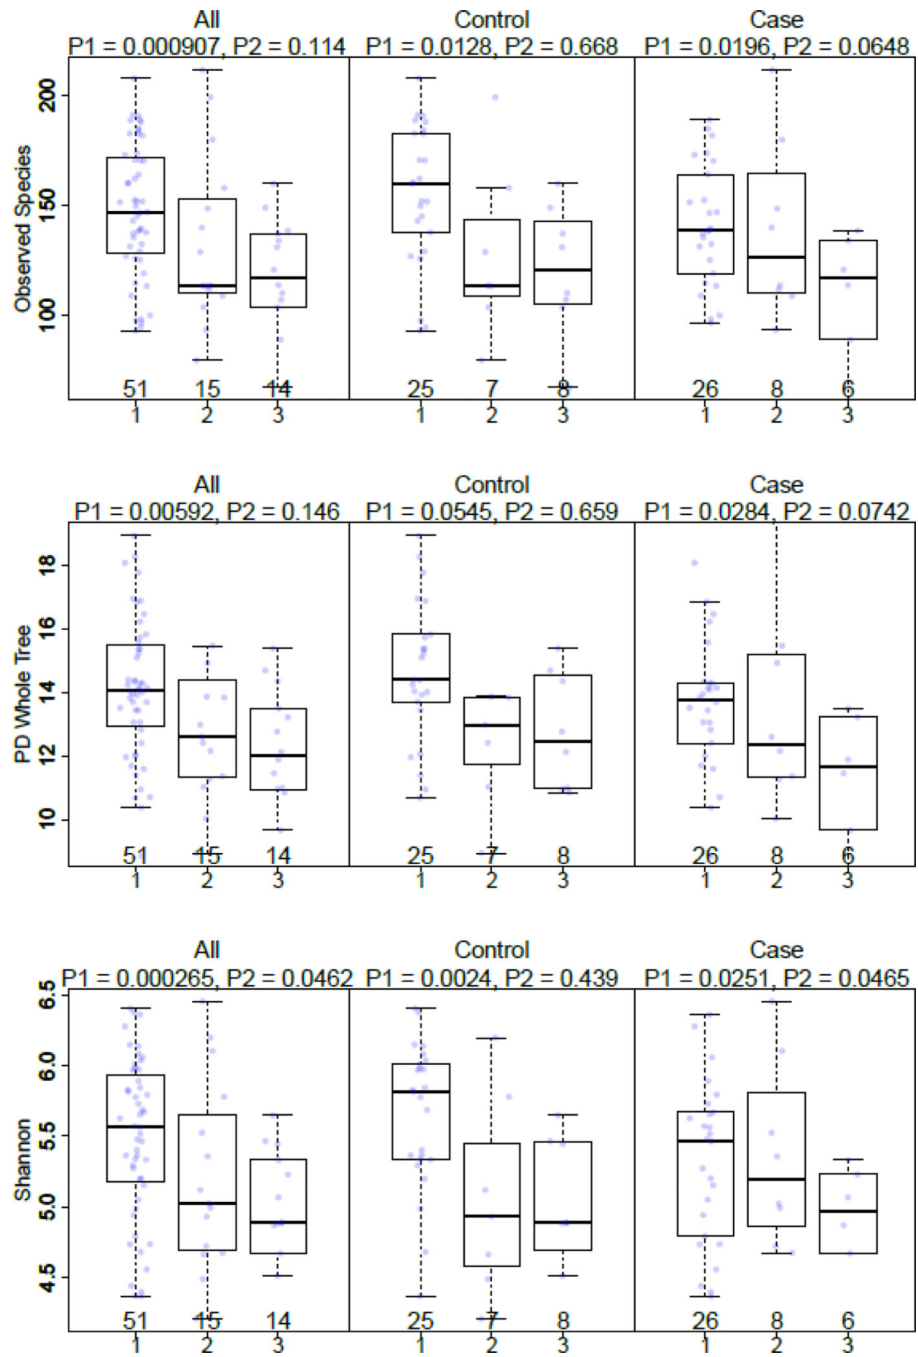 All Control Case
P1 = 0.000907, P2 = 0.114 P1 = 0.0128, P2 = 0.668 P1 = 0.0196, P2 = 0.0648
200
150
100
Observed Species
51 15 14 25 7 8 26 8 6
1 2 3 1 2 3 1 2 3
All Control Case
P1 = 0.00592, P2 = 0.146 P1 = 0.0545, P2 = 0.659 P1 = 0.0284, P2 = 0.0742
18
16
14
12
10
PD Whole Tree
51 15 14 25 7 8 26 8 6
1 2 3 1 2 3 1 2 3
All Control Case
P1 = 0.000265, P2 = 0.0462 P1 = 0.0024, P2 = 0.439 P1 = 0.0251, P2 = 0.0465
6.5
6.0
5.5
5.0
4.5
Shannon
51 15 14 25 7 8 26 8 6
1 2 3 1 2 3 1 2 3